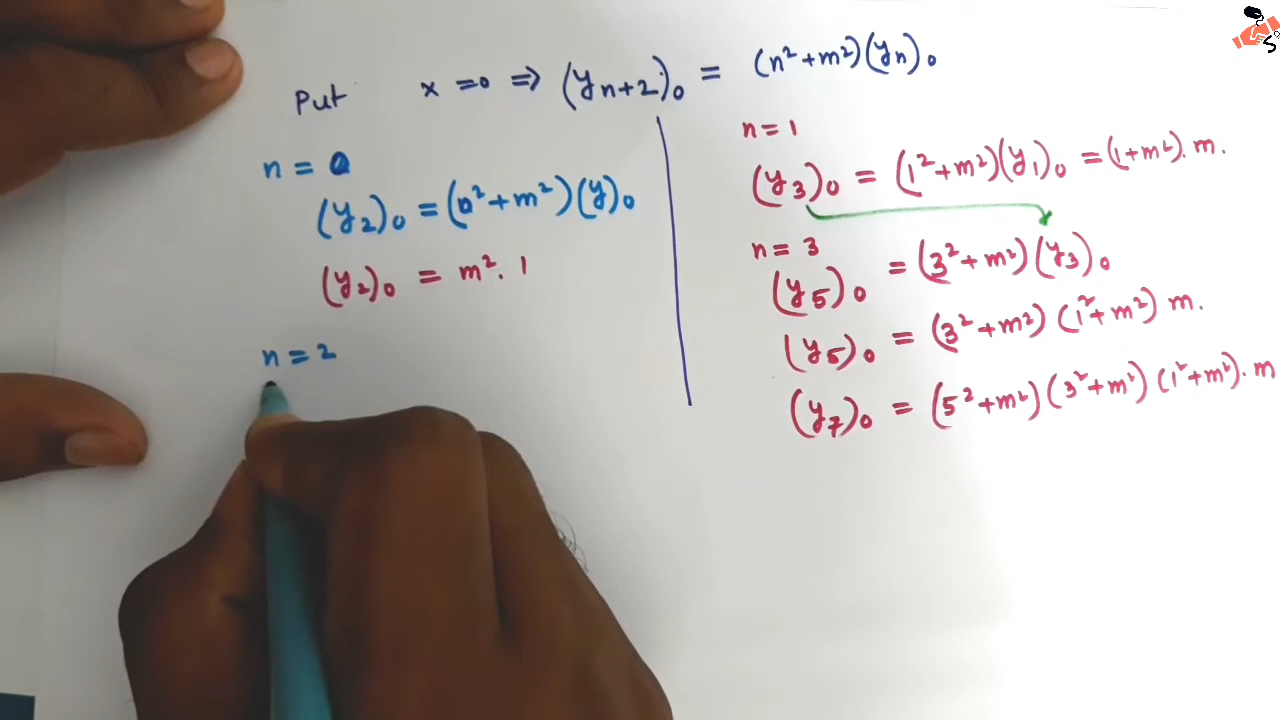 Put x = 0 ⇒ (yₙ₊₂)₀ = (n² + m²)(yₙ)₀
n = 0
(y₂)₀ = (0² + m²)(y)₀
(y₂)₀ = m² . 1
n = 2
n = 1
(y₃)₀ = (1² + m²)(y₁)₀ = (1 + m²). m.
n = 3
(y₅)₀ = (3² + m²)(y₃)₀
(y₅)₀ = (3² + m²) (1² + m²) m.
(y₇)₀ = (5² + m²)(3² + m²) (1² + m²). m